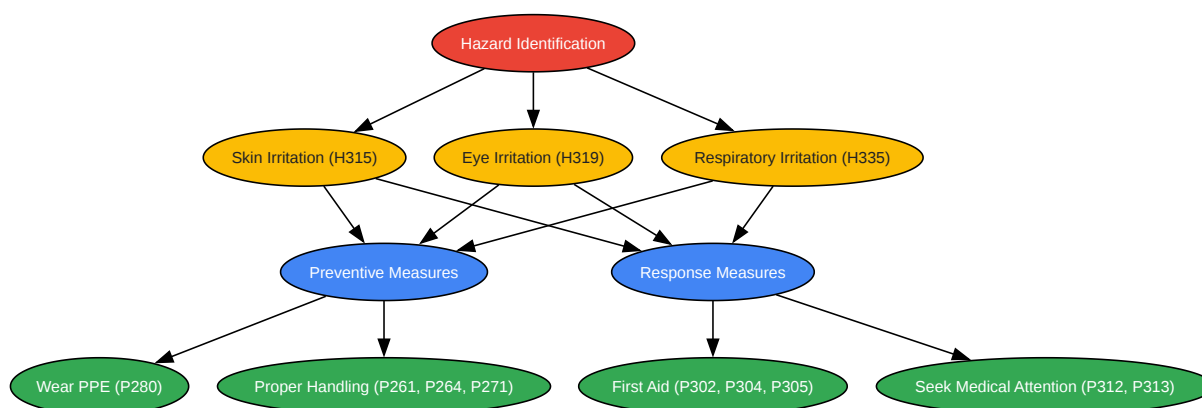 Hazard Identification
Skin Irritation (H315)
Eye Irritation (H319)
Respiratory Irritation (H335)
Preventive Measures
Response Measures
Wear PPE (P280)
Proper Handling (P261, P264, P271)
First Aid (P302, P304, P305)
Seek Medical Attention (P312, P313)